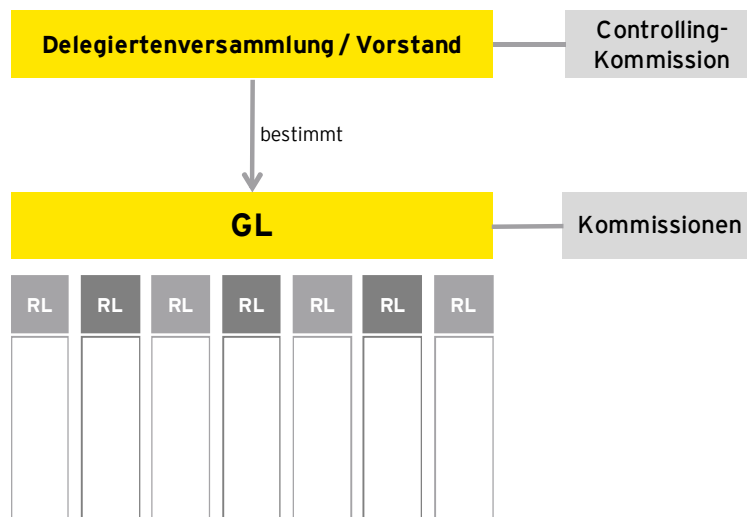 Delegiertenversammlung / Vorstand
Controlling-
Kommission
bestimmt
GL
Kommissionen
RL RL RL RL RL RL RL